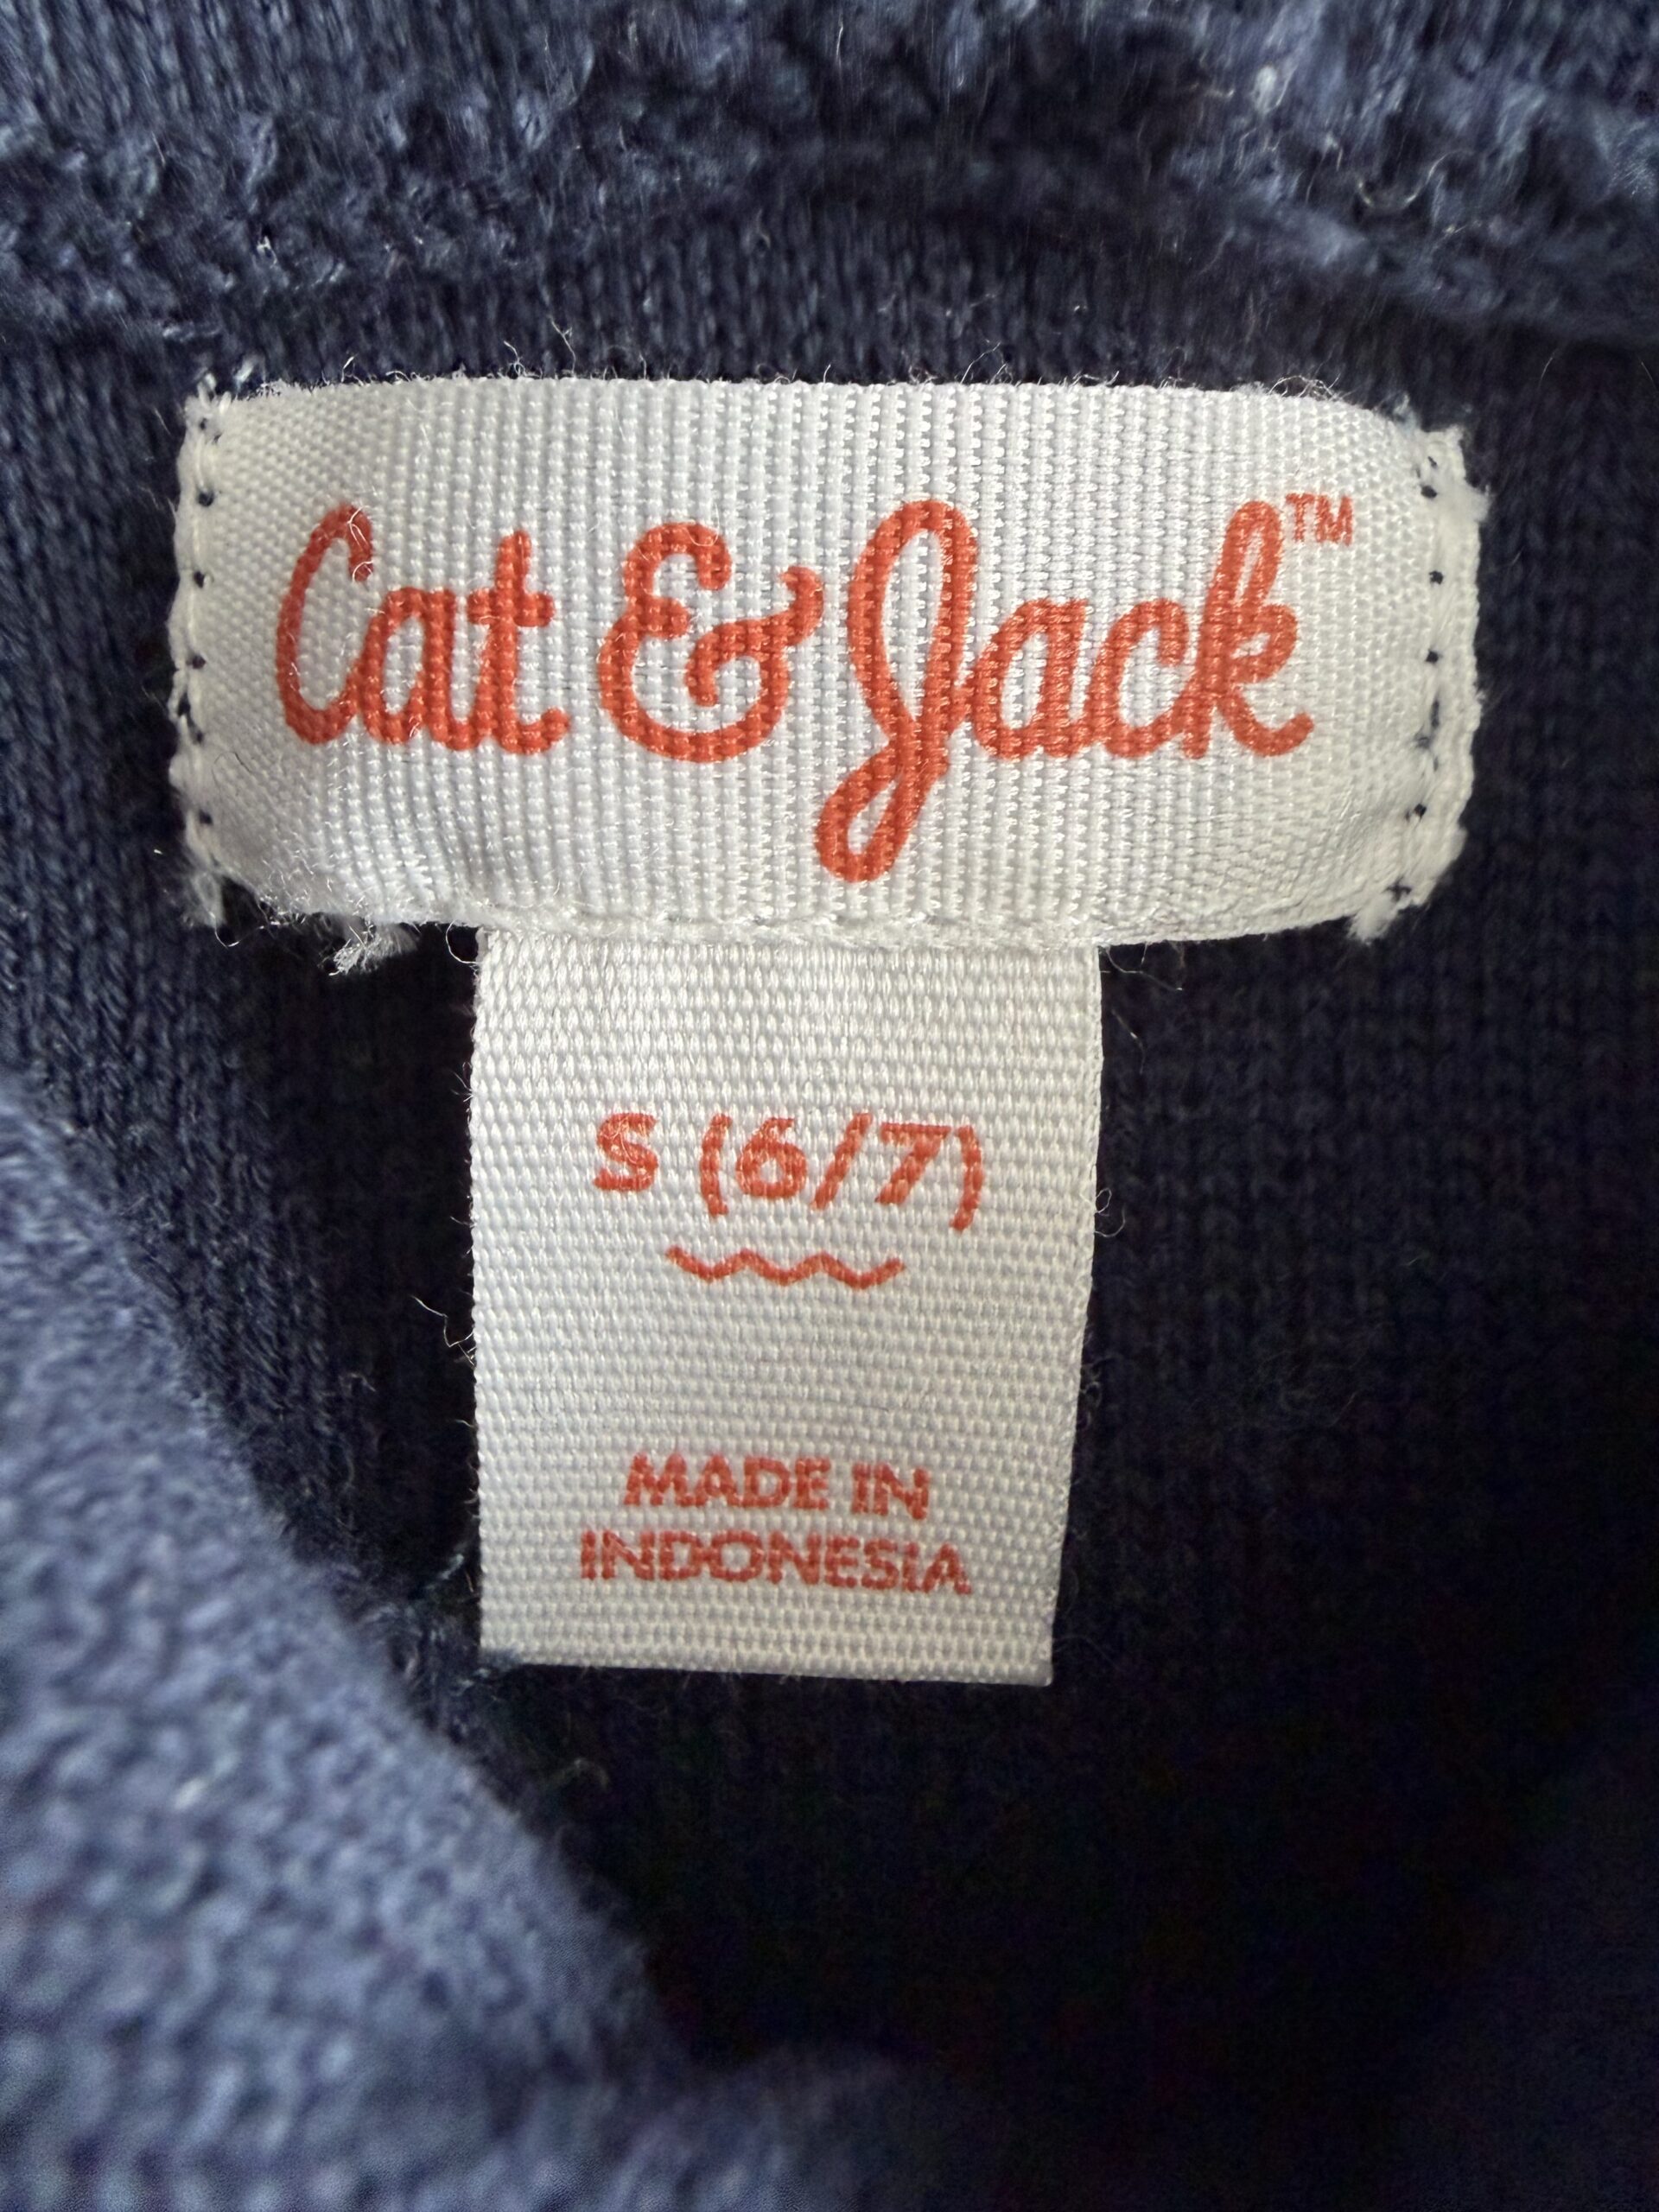 Cat & Jack™
S (6/7)
MADE IN
INDONESIA